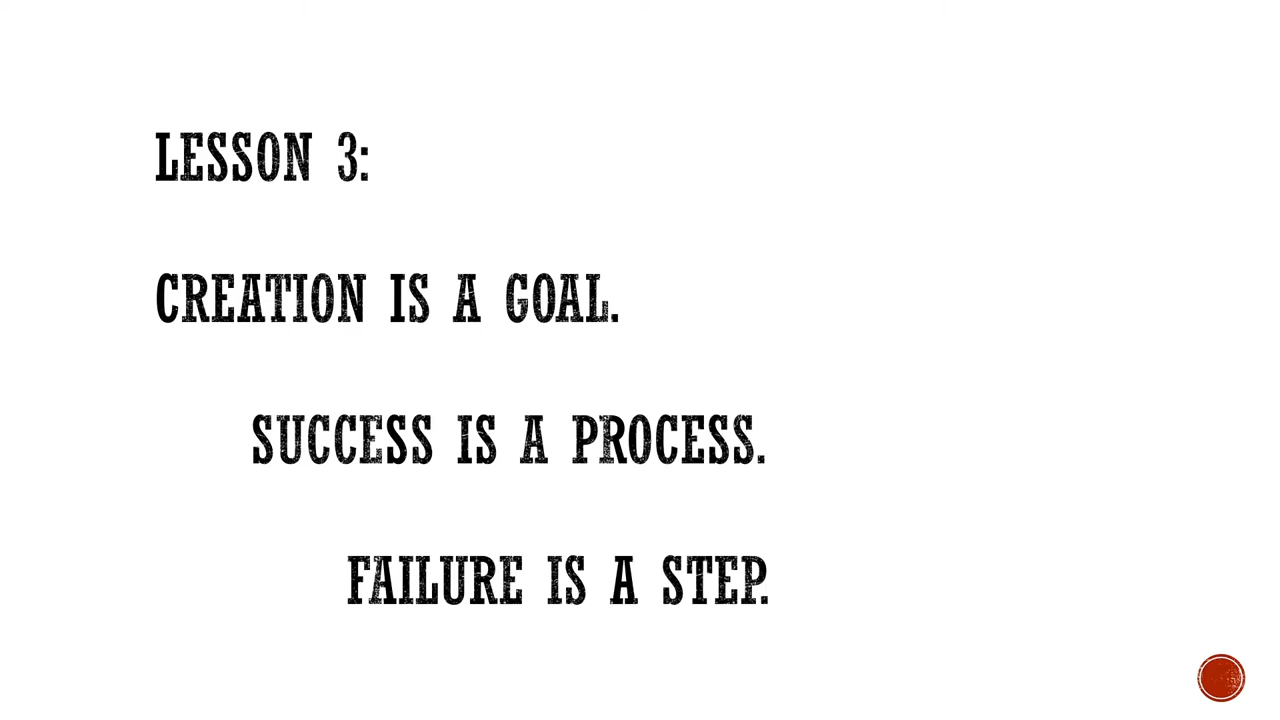 LESSON 3:
CREATION IS A GOAL.
SUCCESS IS A PROCESS.
FAILURE IS A STEP.